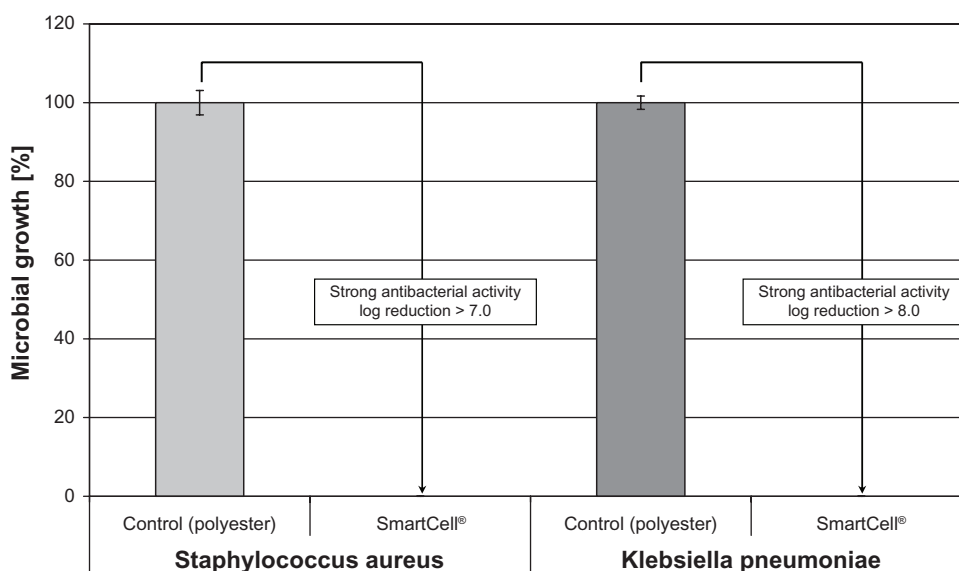 Microbial growth [%]
120
100
80
60
40
20
0
Strong antibacterial activity
log reduction > 7.0
Strong antibacterial activity
log reduction > 8.0
Control (polyester)
SmartCell®
Control (polyester)
SmartCell®
Staphylococcus aureus
Klebsiella pneumoniae